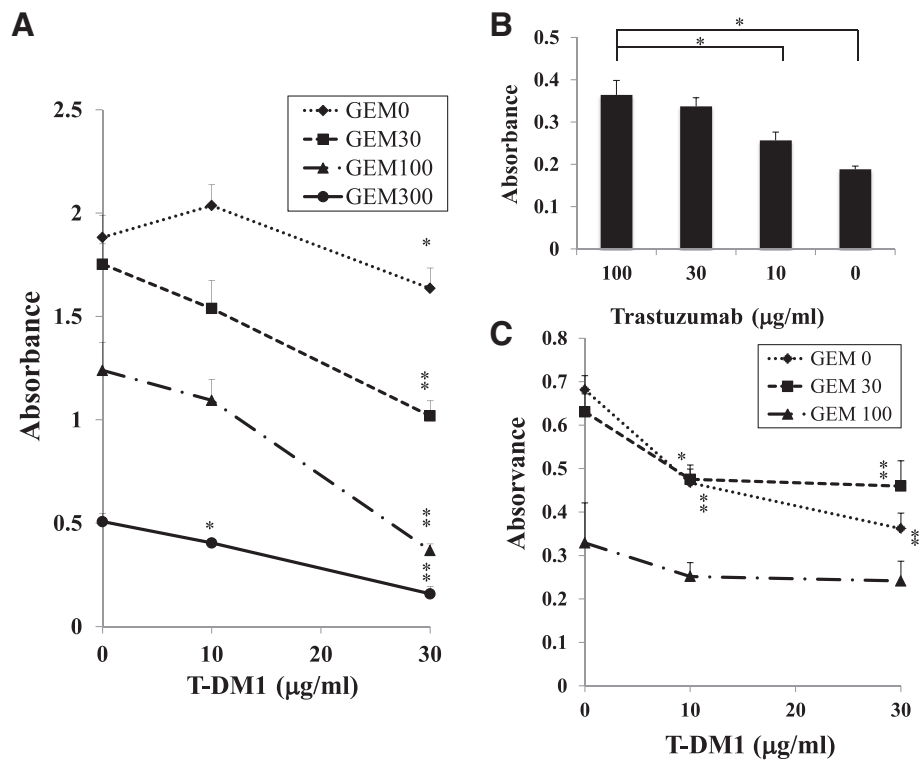 A
Absorbance
2.5
2
1.5
1
0.5
0
GEM0
GEM30
GEM100
GEM300
*
**
*
**
**
0
10
20
30
T-DM1 (μg/ml)
B
Absorbance
0.5
0.4
0.3
0.2
0.1
0
*
*
100
30
10
0
Trastuzumab (μg/ml)
C
Absorvance
0.8
0.7
0.6
0.5
0.4
0.3
0.2
0.1
0
GEM 0
GEM 30
GEM 100
*
**
**
**
0
10
20
30
T-DM1 (μg/ml)